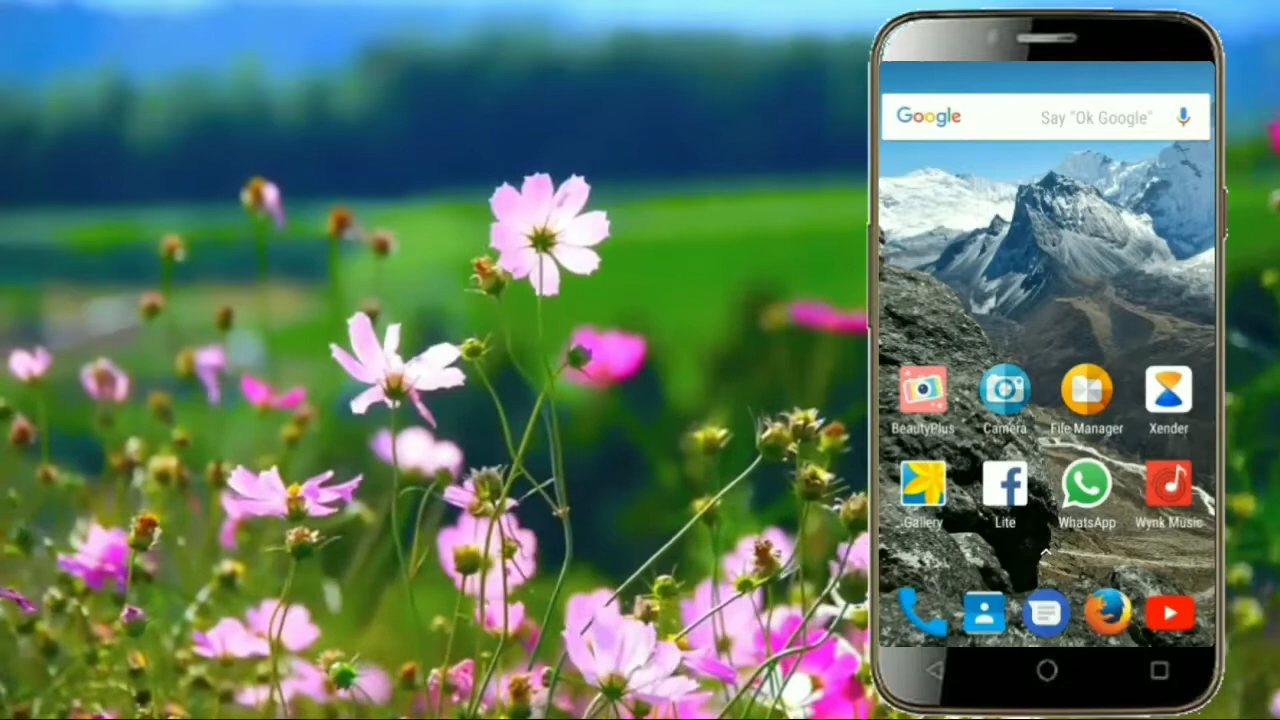 Google Say "Ok Google"
BeautyPlus Camera File Manager Xender
Gallery Lite WhatsApp Wynk Music